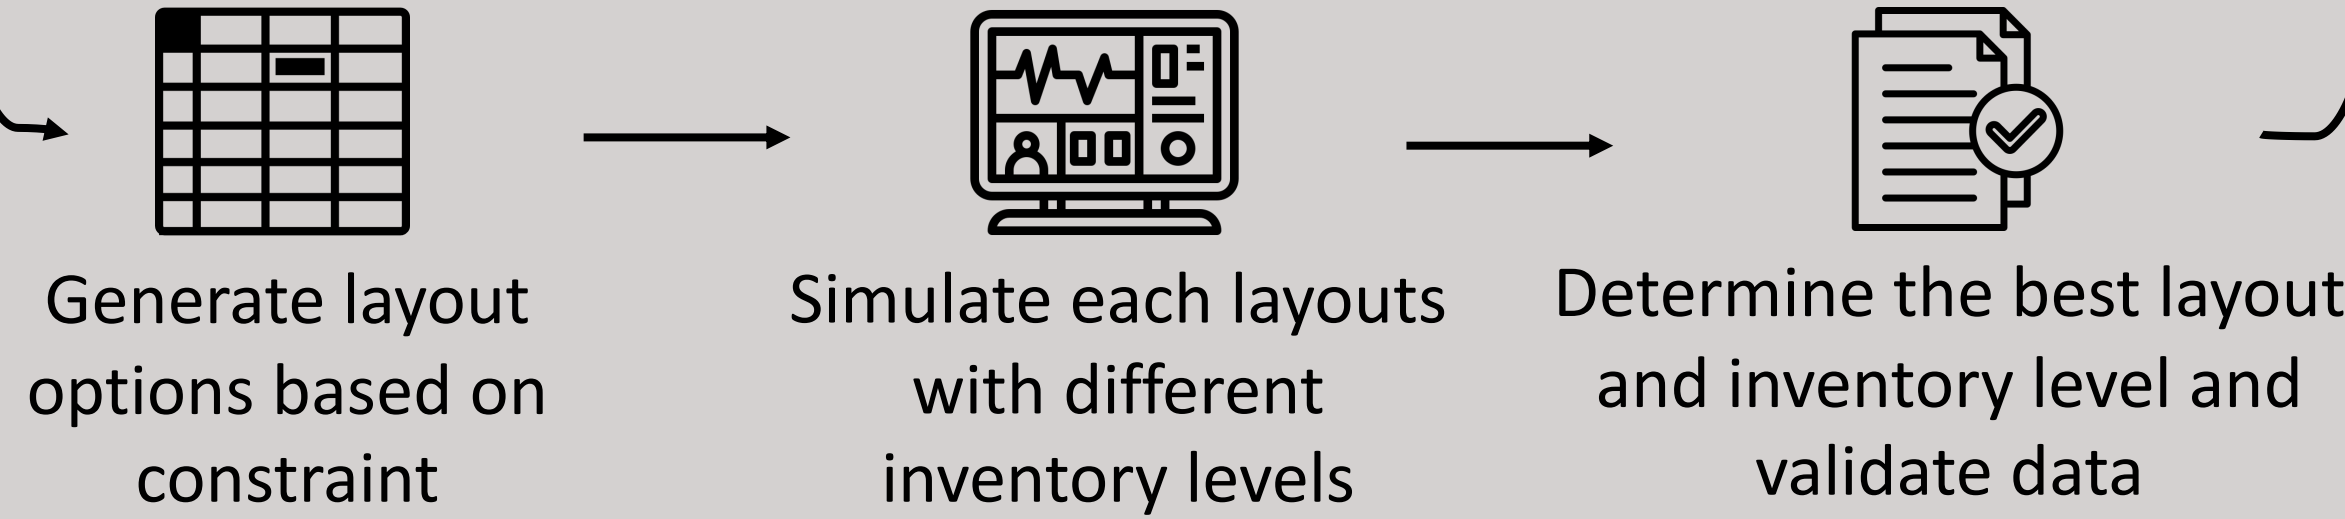 Generate layout
options based on
constraint
Simulate each layouts
with different
inventory levels
Determine the best layout
and inventory level and
validate data